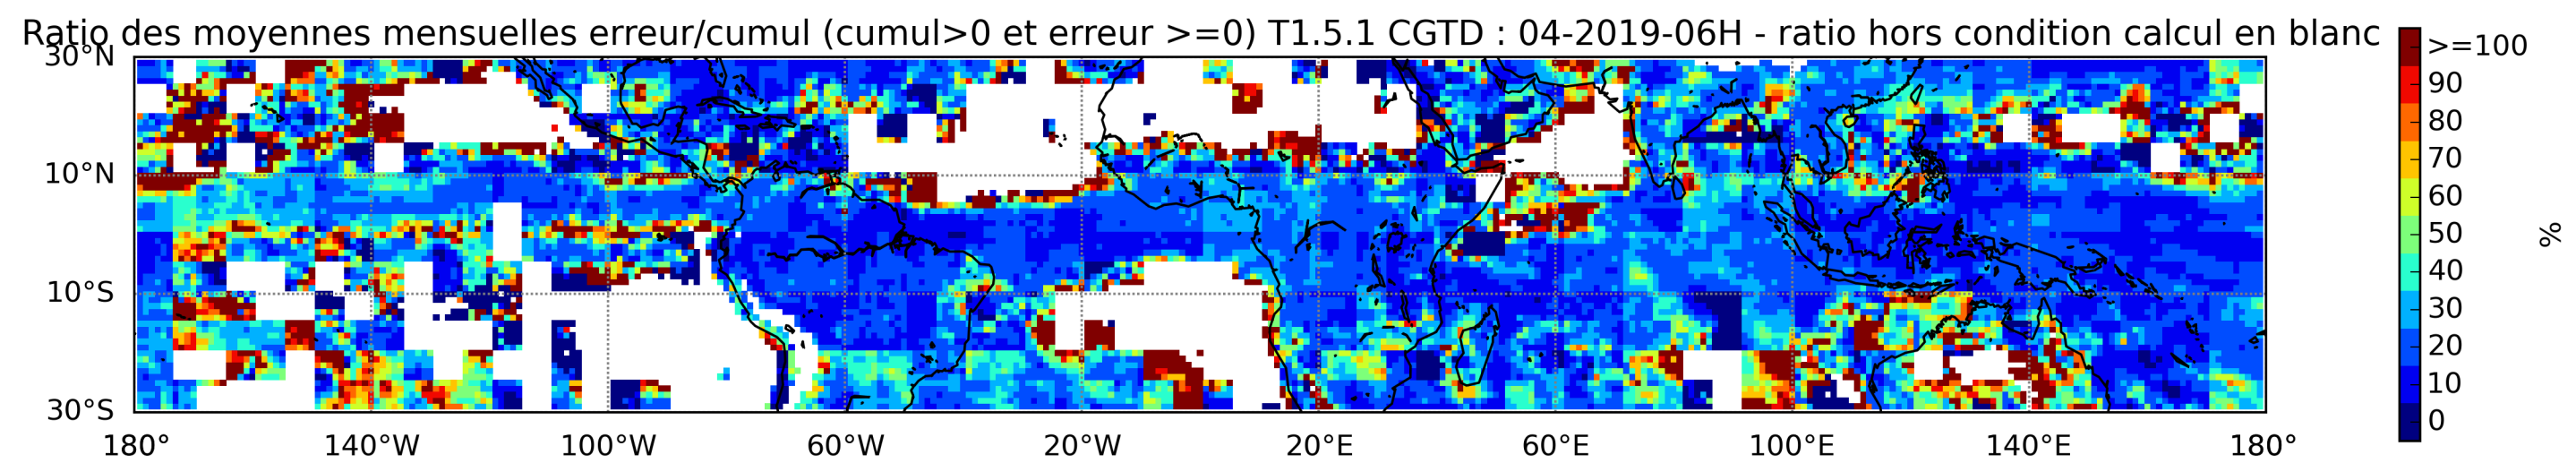 Ratio des moyennes mensuelles erreur/cumul (cumul>0 et erreur >=0) T1.5.1 CGTD : 04-2019-06H - ratio hors condition calcul en blanc
30°N
10°N
10°S
30°S
180°
140°W
100°W
60°W
20°W
20°E
60°E
100°E
140°E
180°
>=100
90
80
70
60
50
40
30
20
10
0
%